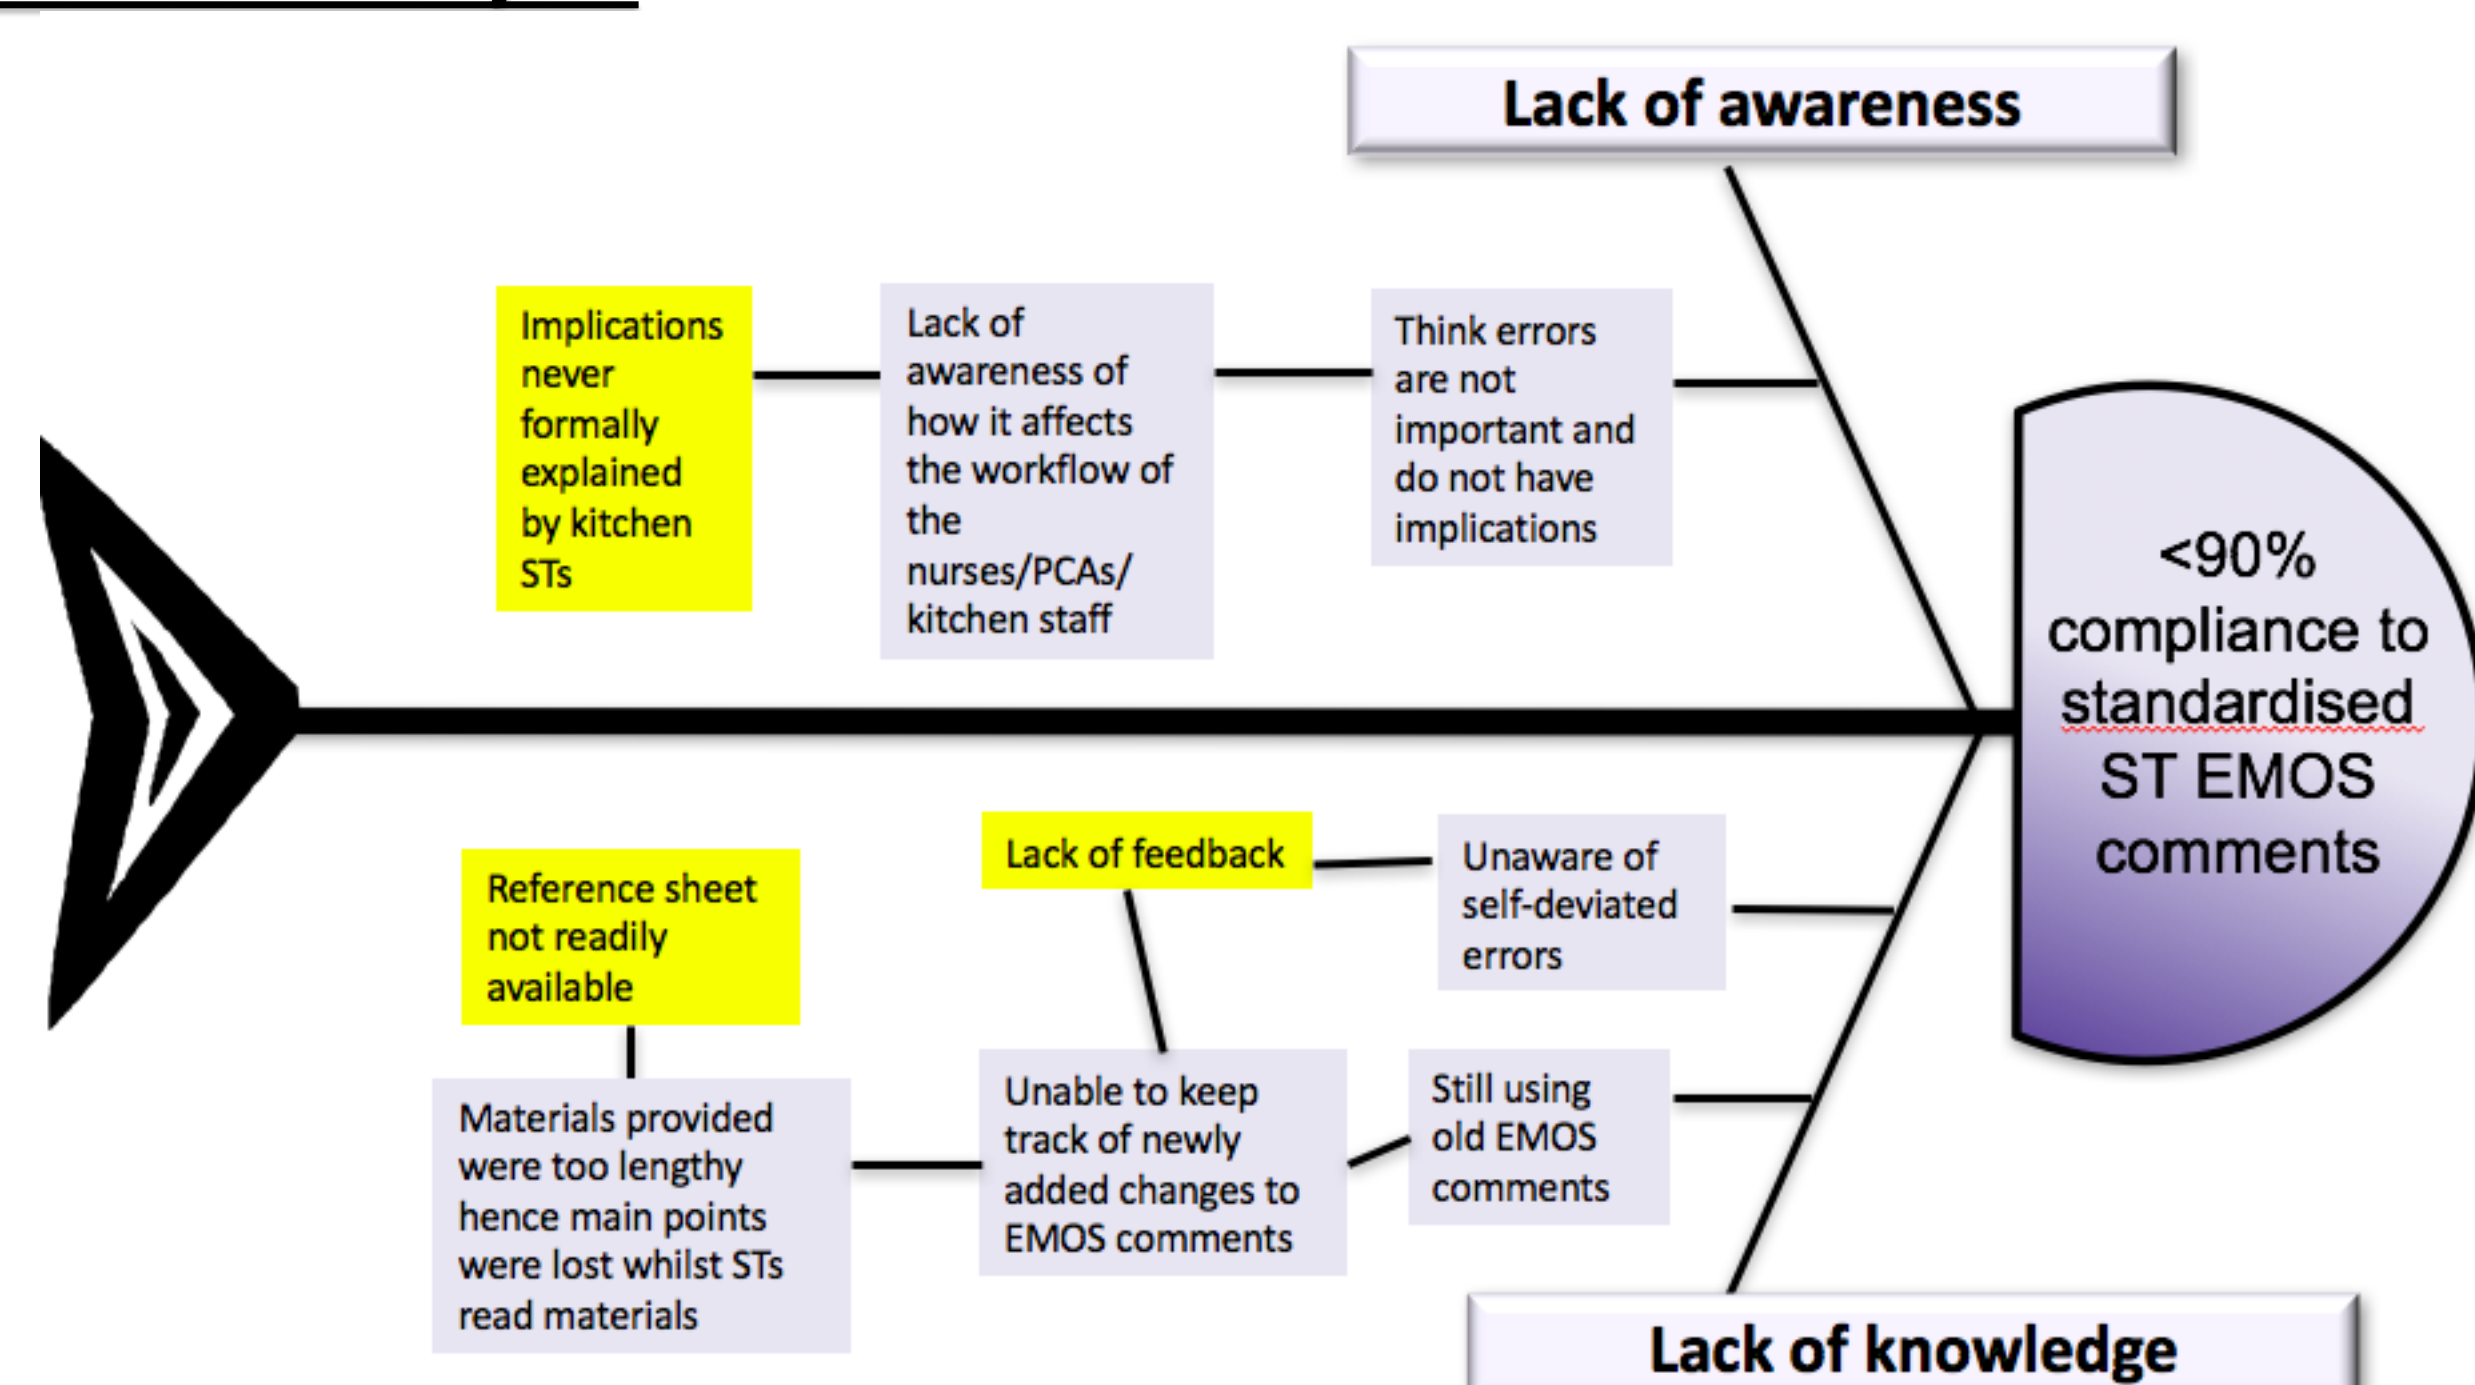 Lack of awareness
Implications
never
formally
explained
by kitchen
STs
Lack of
awareness of
how it affects
the workflow of
the
nurses/PCAs/
kitchen staff
Think errors
are not
important and
do not have
implications
<90%
compliance to
standardised
ST EMOS
comments
Reference sheet
not readily
available
Lack of feedback
Unaware of
self-deviated
errors
Materials provided
were too lengthy
hence main points
were lost whilst STs
read materials
Unable to keep
track of newly
added changes to
EMOS comments
Still using
old EMOS
comments
Lack of knowledge